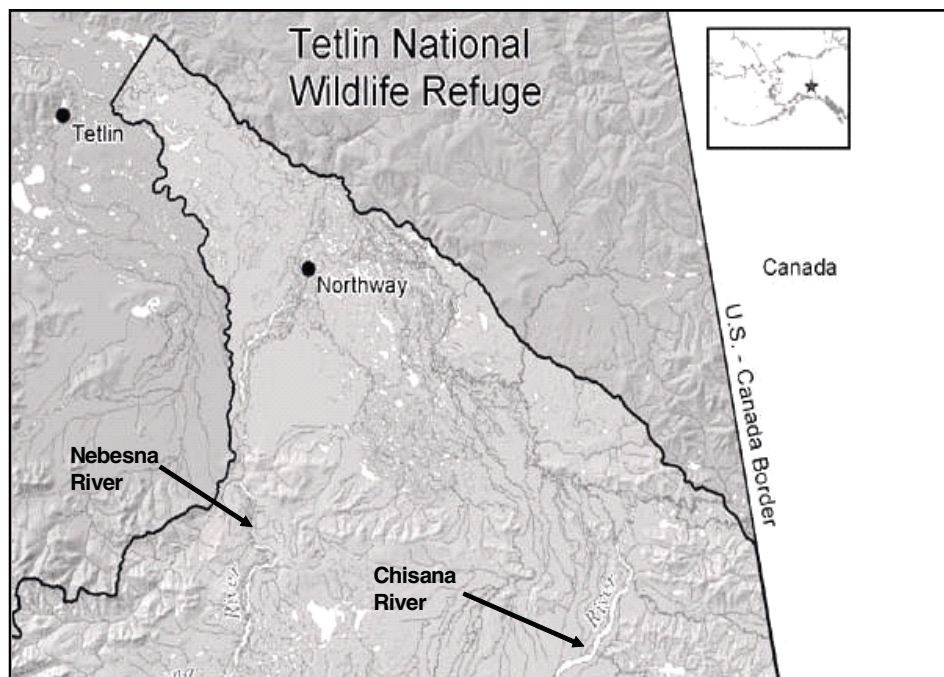 Tetlin National
Wildlife Refuge
Tetlin
Northway
Canada
U.S. - Canada Border
Nebesna
River
Chisana
River
River
River